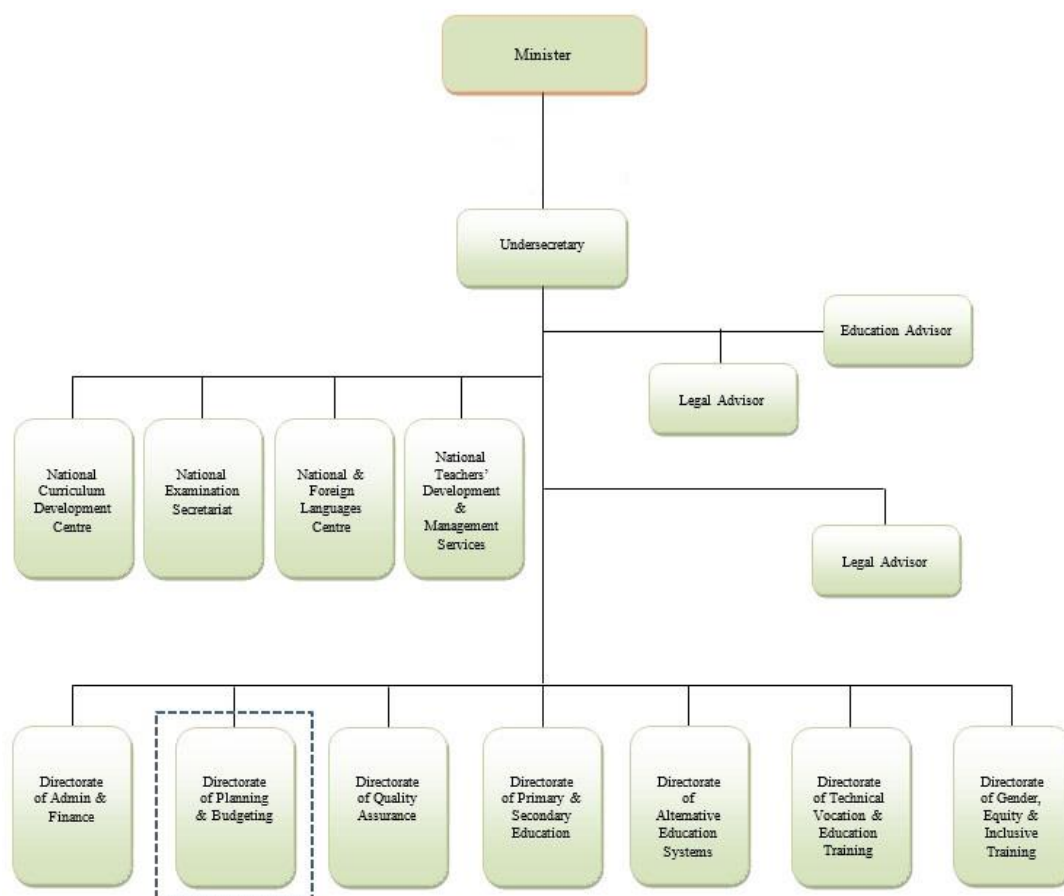 Minister
Undersecretary
Education Advisor
Legal Advisor
National
Curriculum
Development
Centre
National
Examination
Secretariat
National &
Foreign
Languages
Centre
National
Teachers’
Development
&
Management
Services
Legal Advisor
Directorate
of Admin &
Finance
Directorate
of Planning
& Budgeting
Directorate
of Quality
Assurance
Directorate
of Primary &
Secondary
Education
Directorate
of
Alternative
Education
Systems
Directorate
of Technical
Vocation &
Education
Training
Directorate
of Gender,
Equity &
Inclusive
Training